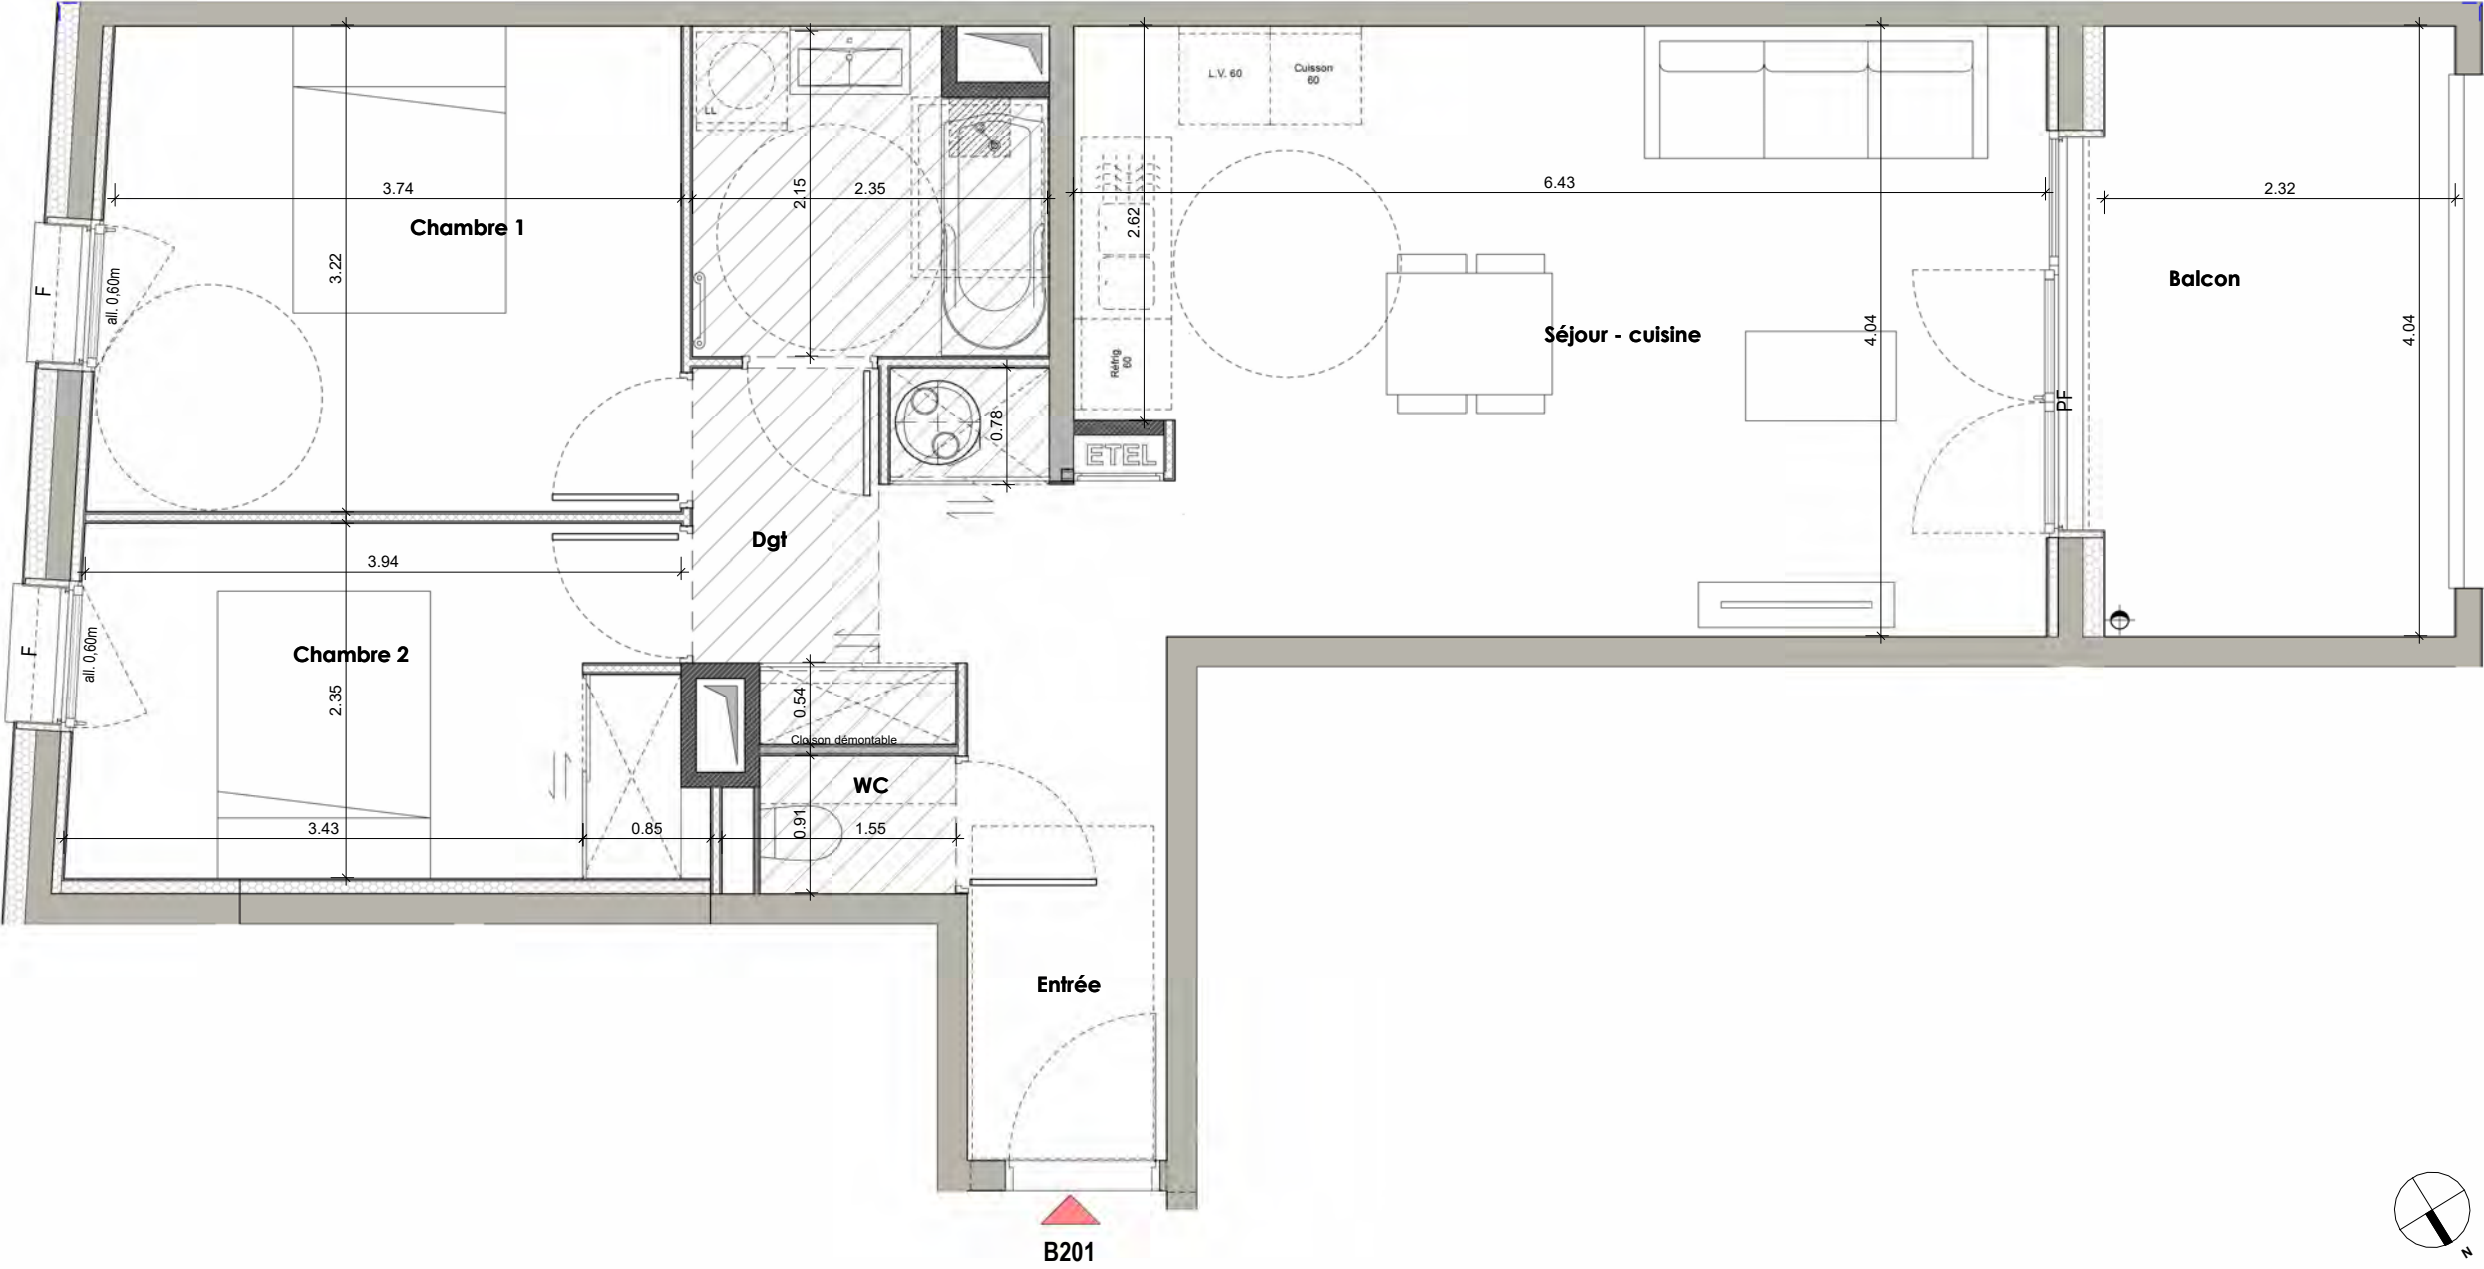 L.V. 60
Cuisson
60
LL
3.74
2.15
2.35
6.43
2.32
2.62
Chambre 1
3.22
F
all. 0,60m
Balcon
Séjour - cuisine
4.04
4.04
Réfrig.
60
PF
0.78
ETEL
Dgt
3.94
F
all. 0,60m
Chambre 2
2.35
0.54
Cloison démontable
WC
3.43
0.85
0.91
1.55
Entrée
B201
N